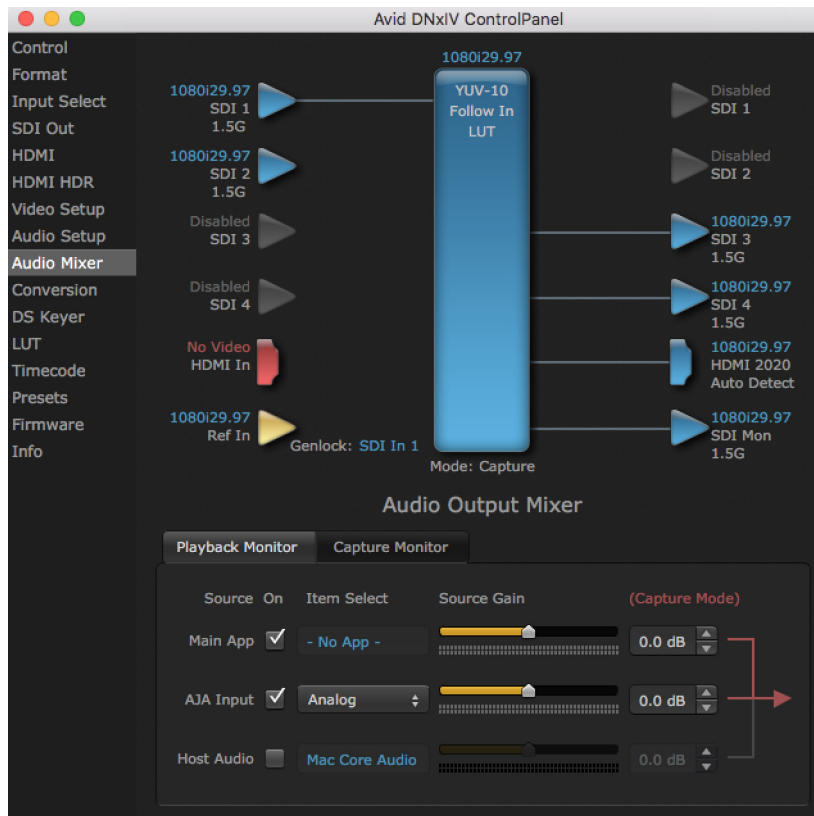 Avid DNxIV ControlPanel
Control
Format
Input Select
SDI Out
HDMI
HDMI HDR
Video Setup
Audio Setup
Audio Mixer
Conversion
DS Keyer
LUT
Timecode
Presets
Firmware
Info
1080i29.97
SDI 1
1.5G
1080i29.97
SDI 2
1.5G
Disabled
SDI 3
Disabled
SDI 4
No Video
HDMI In
1080i29.97
Ref In
Genlock: SDI In 1
1080i29.97
YUV-10
Follow In
LUT
Mode: Capture
Disabled
SDI 1
Disabled
SDI 2
1080i29.97
SDI 3
1.5G
1080i29.97
SDI 4
1.5G
1080i29.97
HDMI 2020
Auto Detect
1080i29.97
SDI Mon
1.5G
Audio Output Mixer
Playback Monitor Capture Monitor
Source On Item Select Source Gain (Capture Mode)
Main App - No App - 0.0 dB
AJA Input Analog 0.0 dB
Host Audio Mac Core Audio 0.0 dB